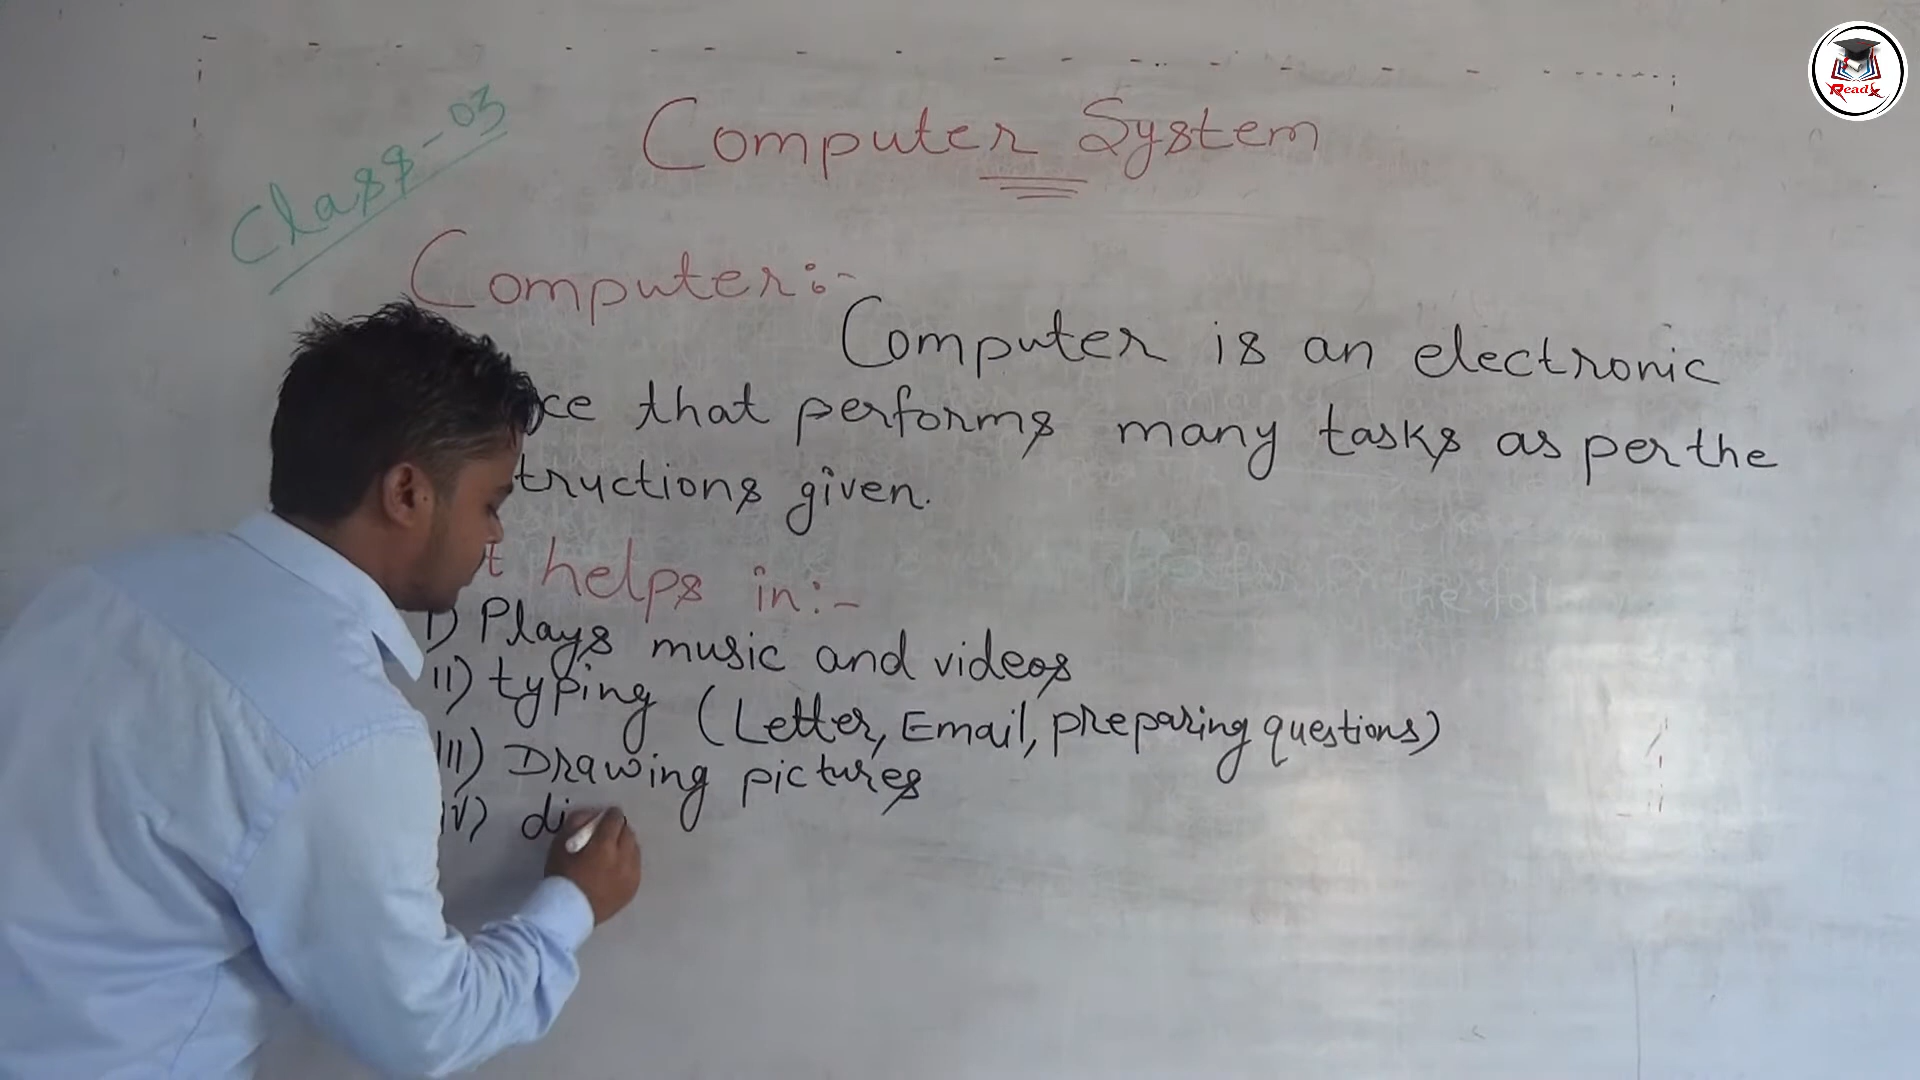 ReadX
Class-03
Computer System
Computer:-
Computer is an electronic
ce that performs many tasks as per the
tructions given.
t helps in:-
I) Plays music and videos
II) typing (Letter, Email, preparing questions)
III) Drawing pictures
IV) di